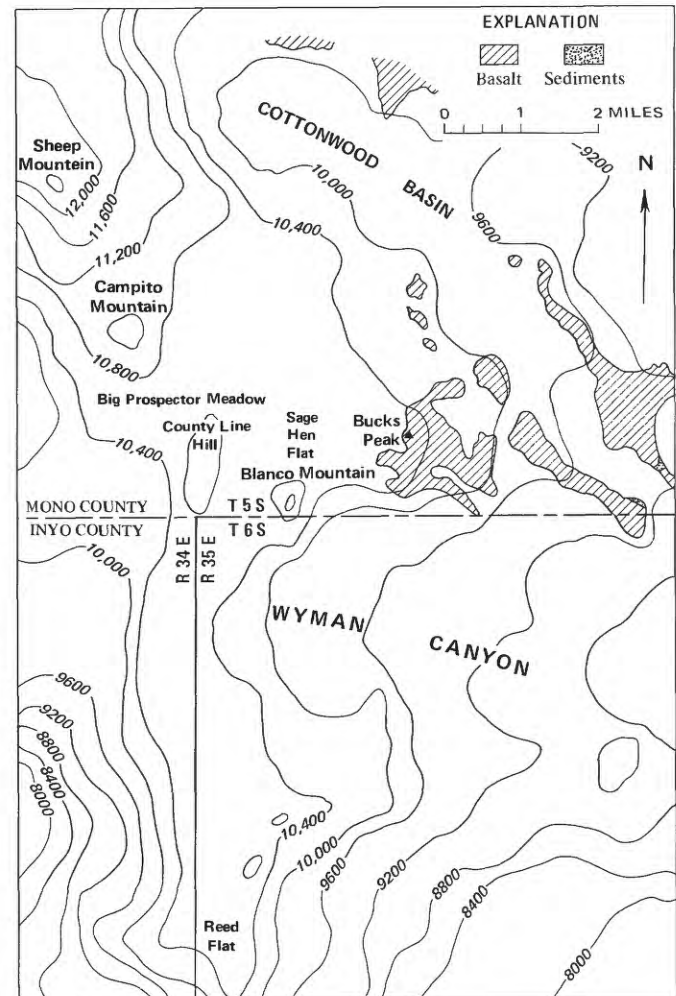 EXPLANATION
Basalt Sediments
0 1 2 MILES
N
COTTONWOOD
BASIN
Sheep
Mountein
12,000
11,600
11,200
10,000
10,400
9200
9600
Campito
Mountain
10,800
10,400
Big Prospector Meadow
County Line
Hill
Sage
Hen
Flat
Bucks
Peak
Blanco Mountain
MONO COUNTY
INYO COUNTY
T 5 S
T 6 S
R 34 E
R 35 E
10,000
WYMAN
CANYON
9600
9200
8800
8400
8000
10,400
10,000
9600
9200
8800
8400
8000
Reed
Flat